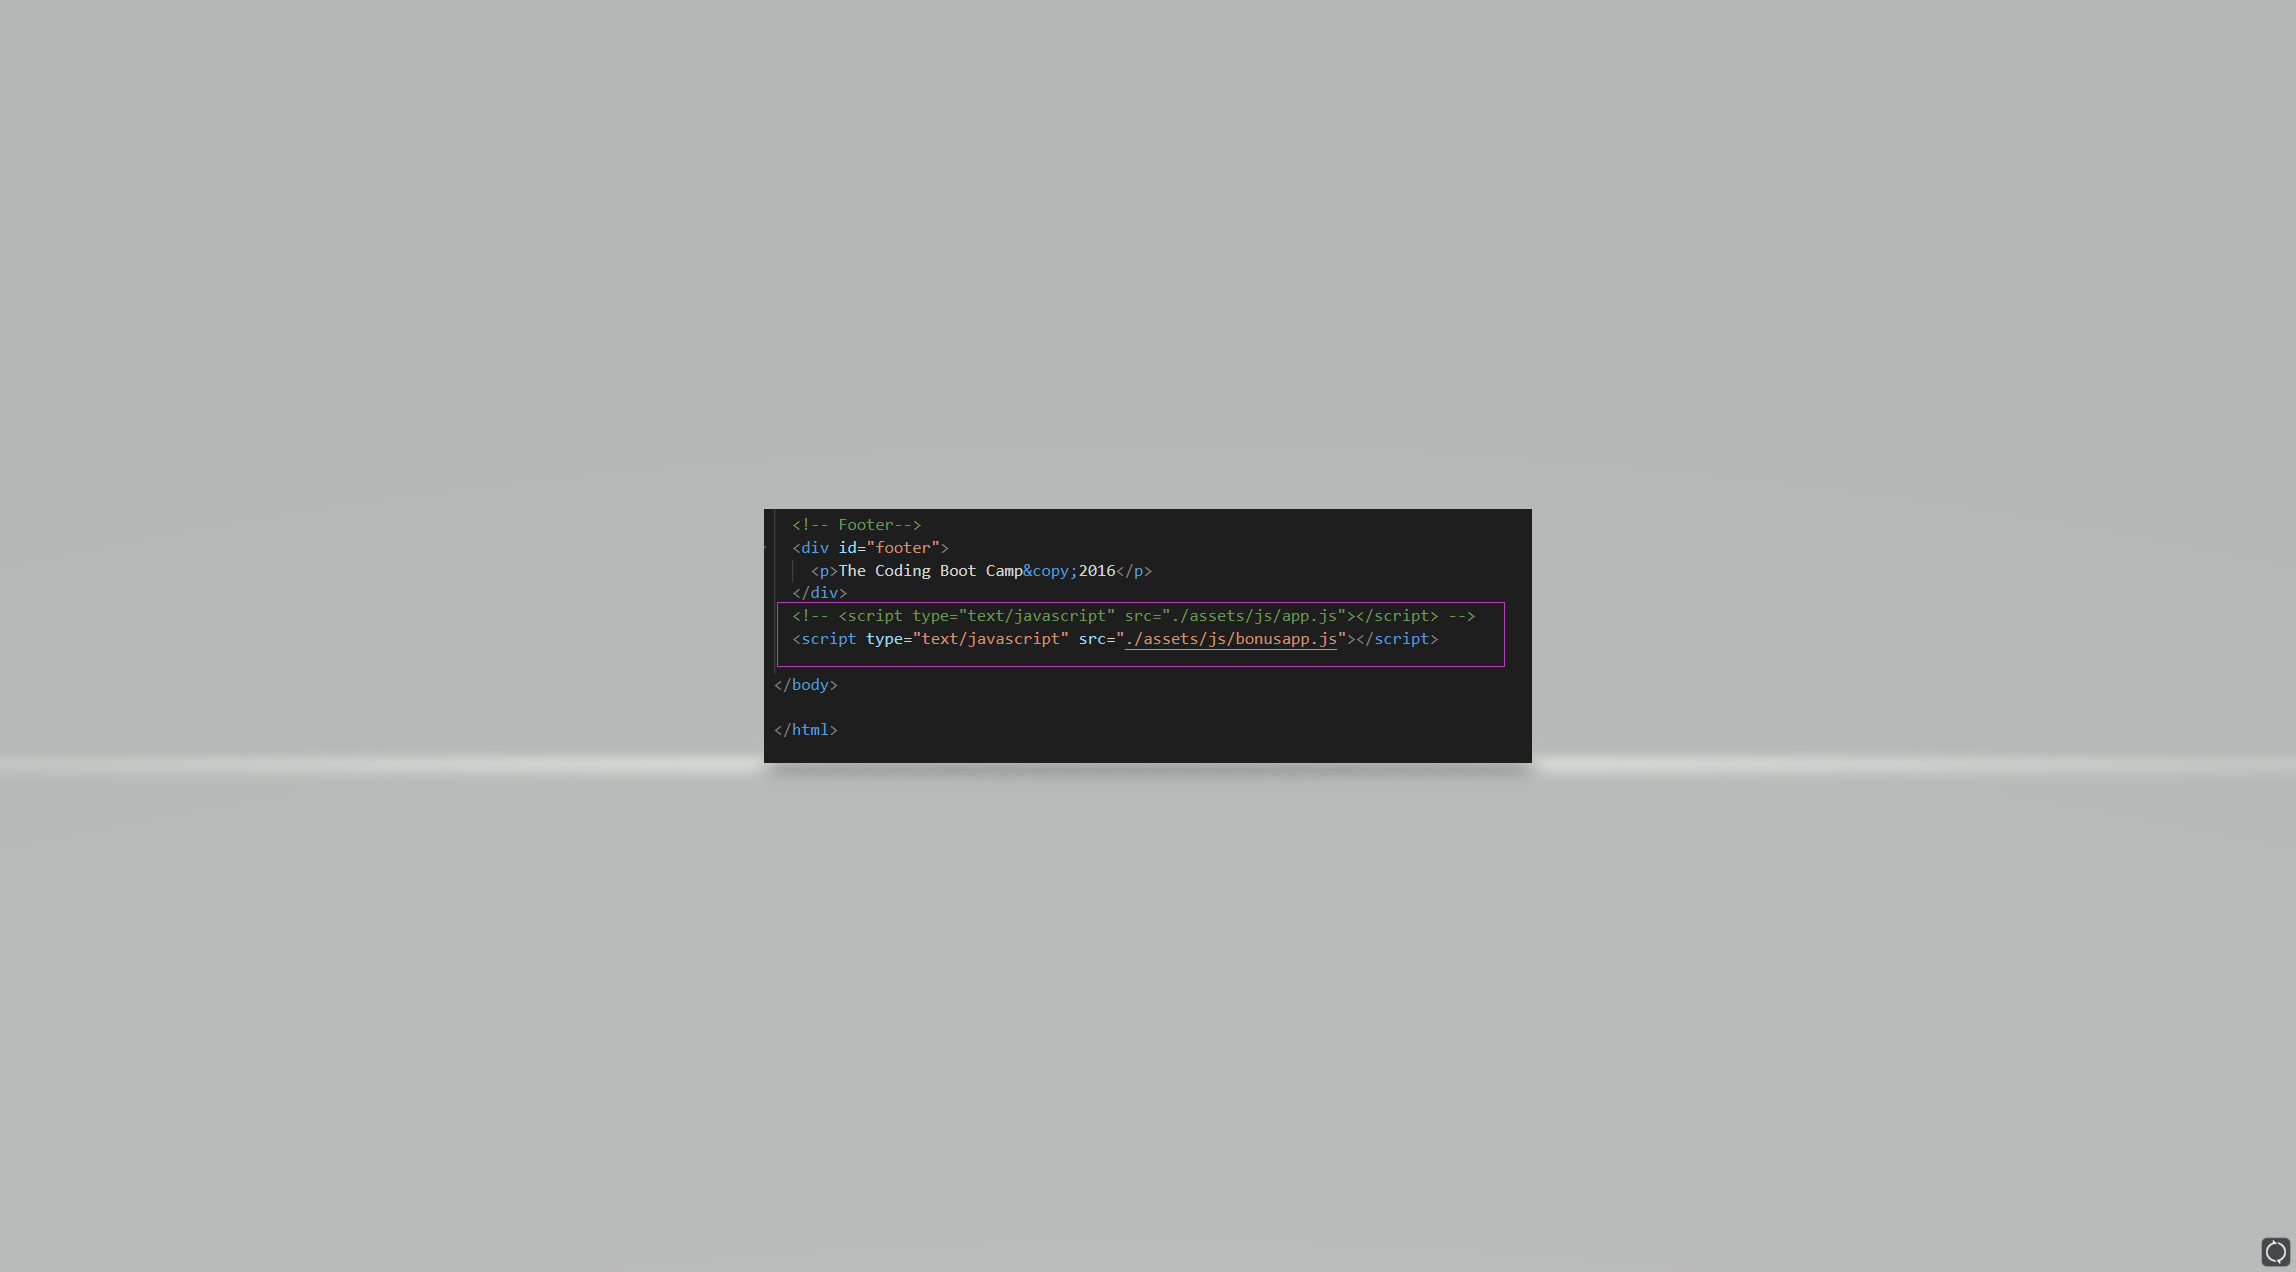 <!-- Footer-->
<div id="footer">
<p>The Coding Boot Camp&copy;2016</p>
</div>
<!-- <script type="text/javascript" src="./assets/js/app.js"></script> -->
<script type="text/javascript" src="./assets/js/bonusapp.js"></script>
</body>
</html>